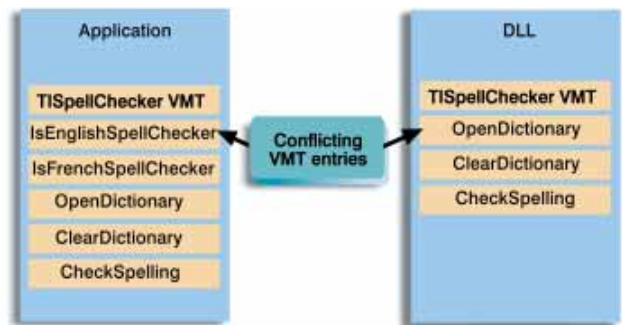 Application
TISpellChecker VMT
IsEnglishSpellChecker
IsFrenchSpellChecker
OpenDictionary
ClearDictionary
CheckSpelling
Conflicting
VMT entries
DLL
TISpellChecker VMT
OpenDictionary
ClearDictionary
CheckSpelling